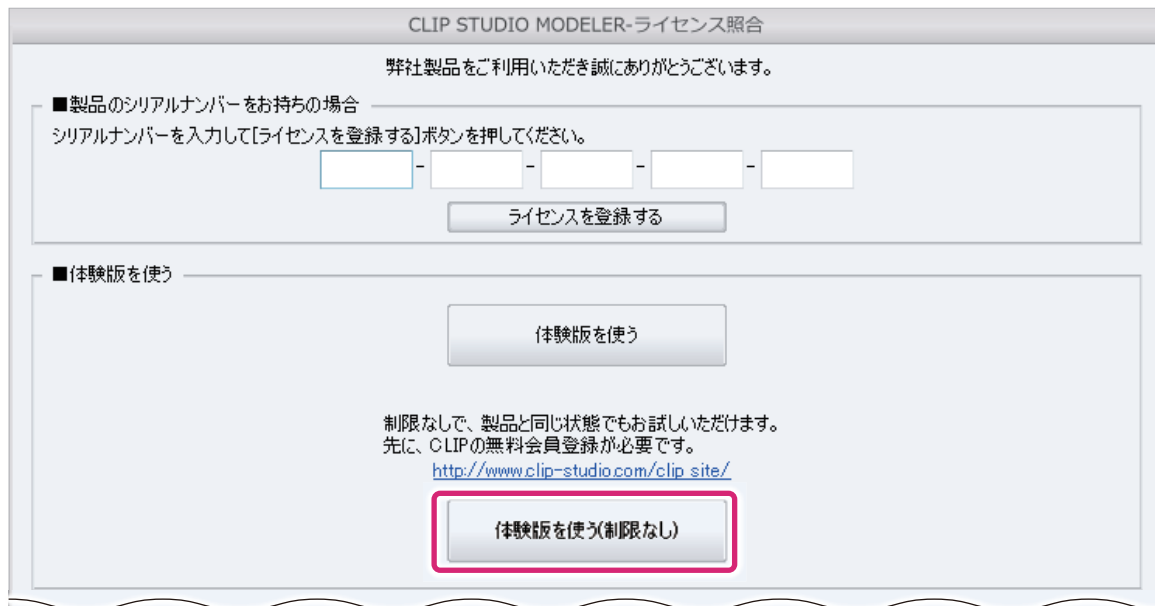 CLIP STUDIO MODELER-ライセンス照合
弊社製品をご利用いただき誠にありがとうございます。
■製品のシリアルナンバーをお持ちの場合
シリアルナンバーを入力して[ライセンスを登録する]ボタンを押してください。
- - - -
ライセンスを登録する
■体験版を使う
体験版を使う
制限なしで、製品と同じ状態でもお試しいただけます。
先に、CLIPの無料会員登録が必要です。
http://www.clip-studio.com/clip_site/
体験版を使う(制限なし)